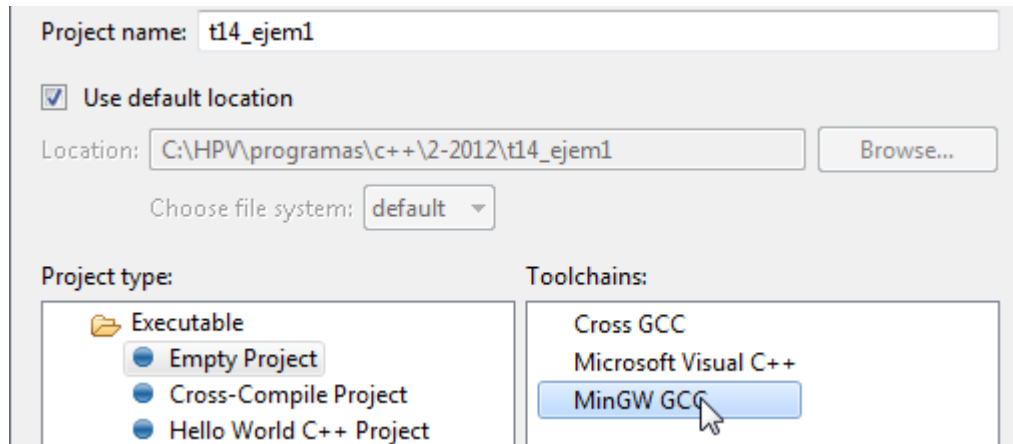 Project name: t14_ejem1
Use default location
Location: C:\HPV\programas\c++\2-2012\t14_ejem1 Browse...
Choose file system: default
Project type: Toolchains:
Executable Cross GCC
Empty Project Microsoft Visual C++
Cross-Compile Project MinGW GCC
Hello World C++ Project